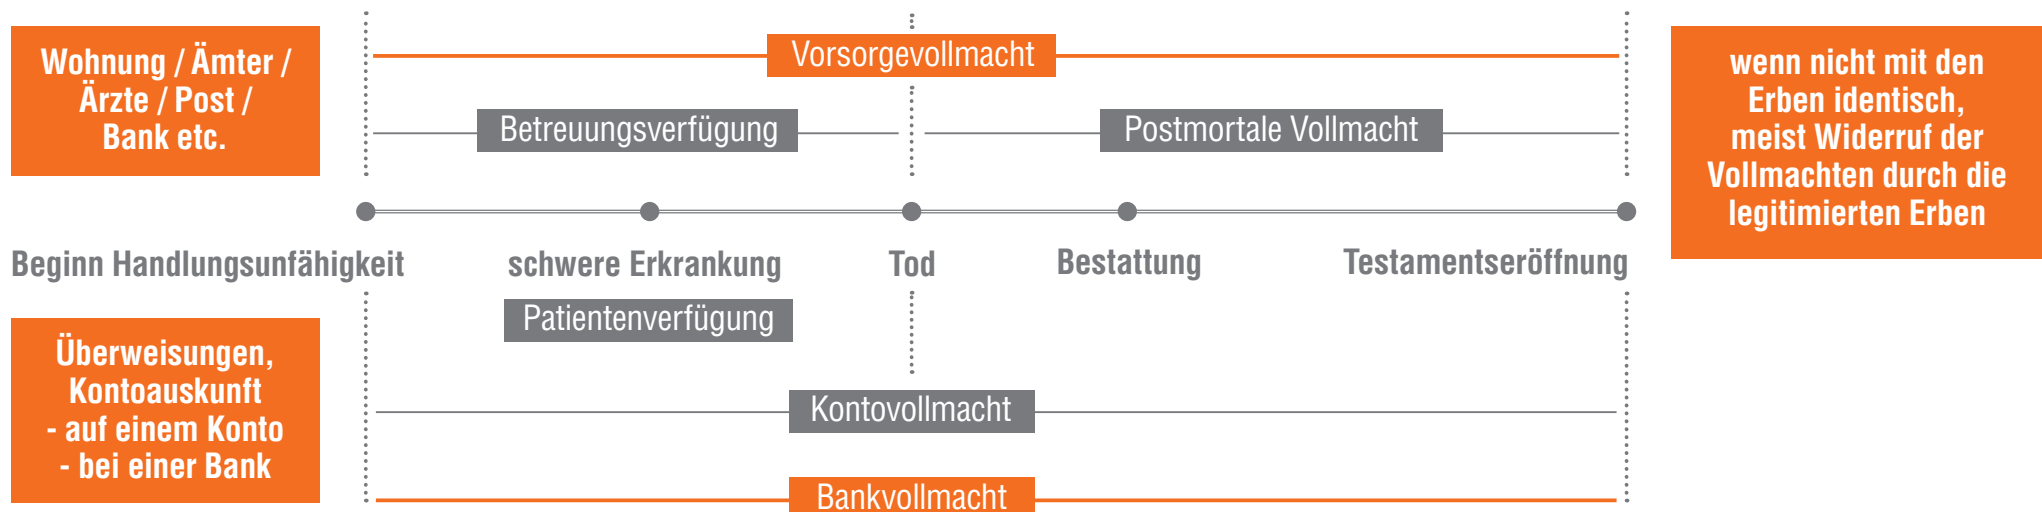 Wohnung / Ämter /
Ärzte / Post /
Bank etc.
Vorsorgevollmacht
Betreuungsverfügung
Postmortale Vollmacht
wenn nicht mit den
Erben identisch,
meist Widerruf der
Vollmachten durch die
legitimierten Erben
Beginn Handlungsunfähigkeit
schwere Erkrankung
Tod
Bestattung
Testamentseröffnung
Patientenverfügung
Überweisungen,
Kontoauskunft
- auf einem Konto
- bei einer Bank
Kontovollmacht
Bankvollmacht